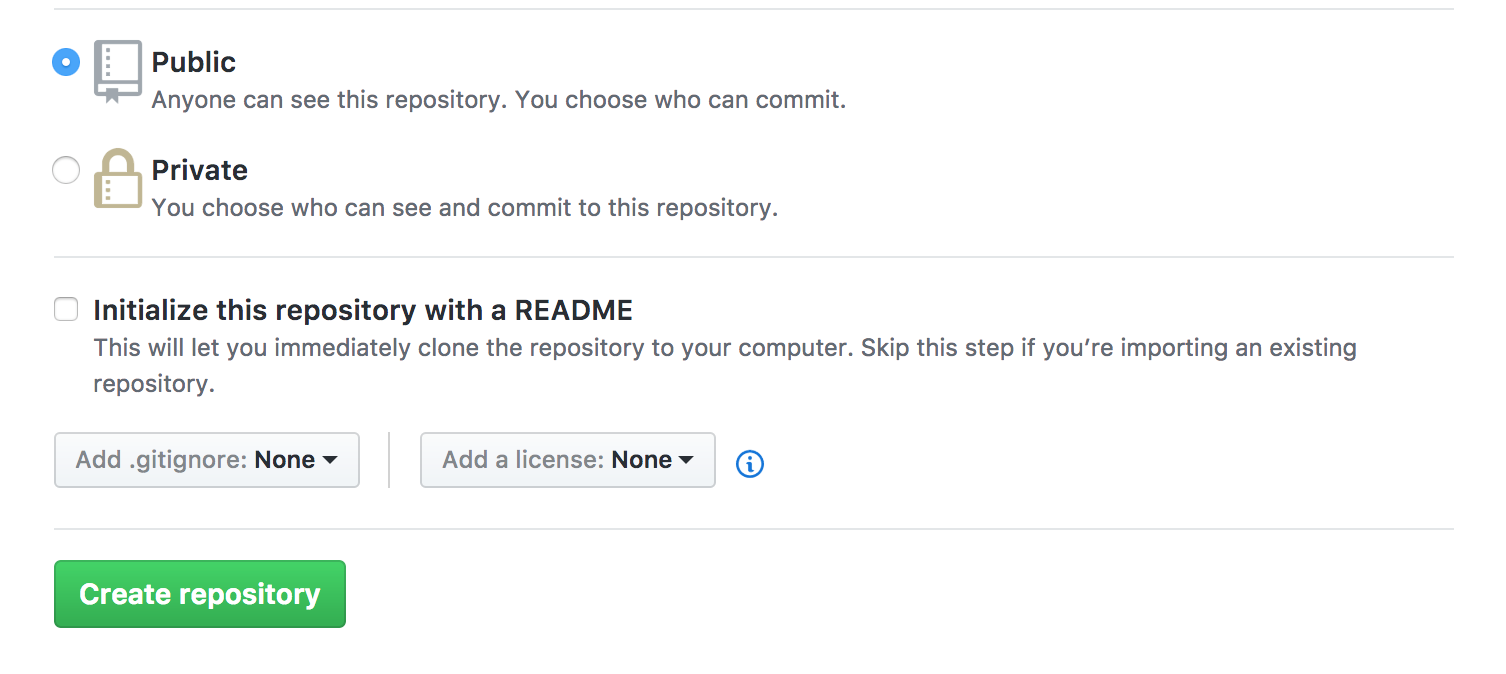 Public
Anyone can see this repository. You choose who can commit.
Private
You choose who can see and commit to this repository.
Initialize this repository with a README
This will let you immediately clone the repository to your computer. Skip this step if you’re importing an existing
repository.
Add .gitignore: None Add a license: None
Create repository